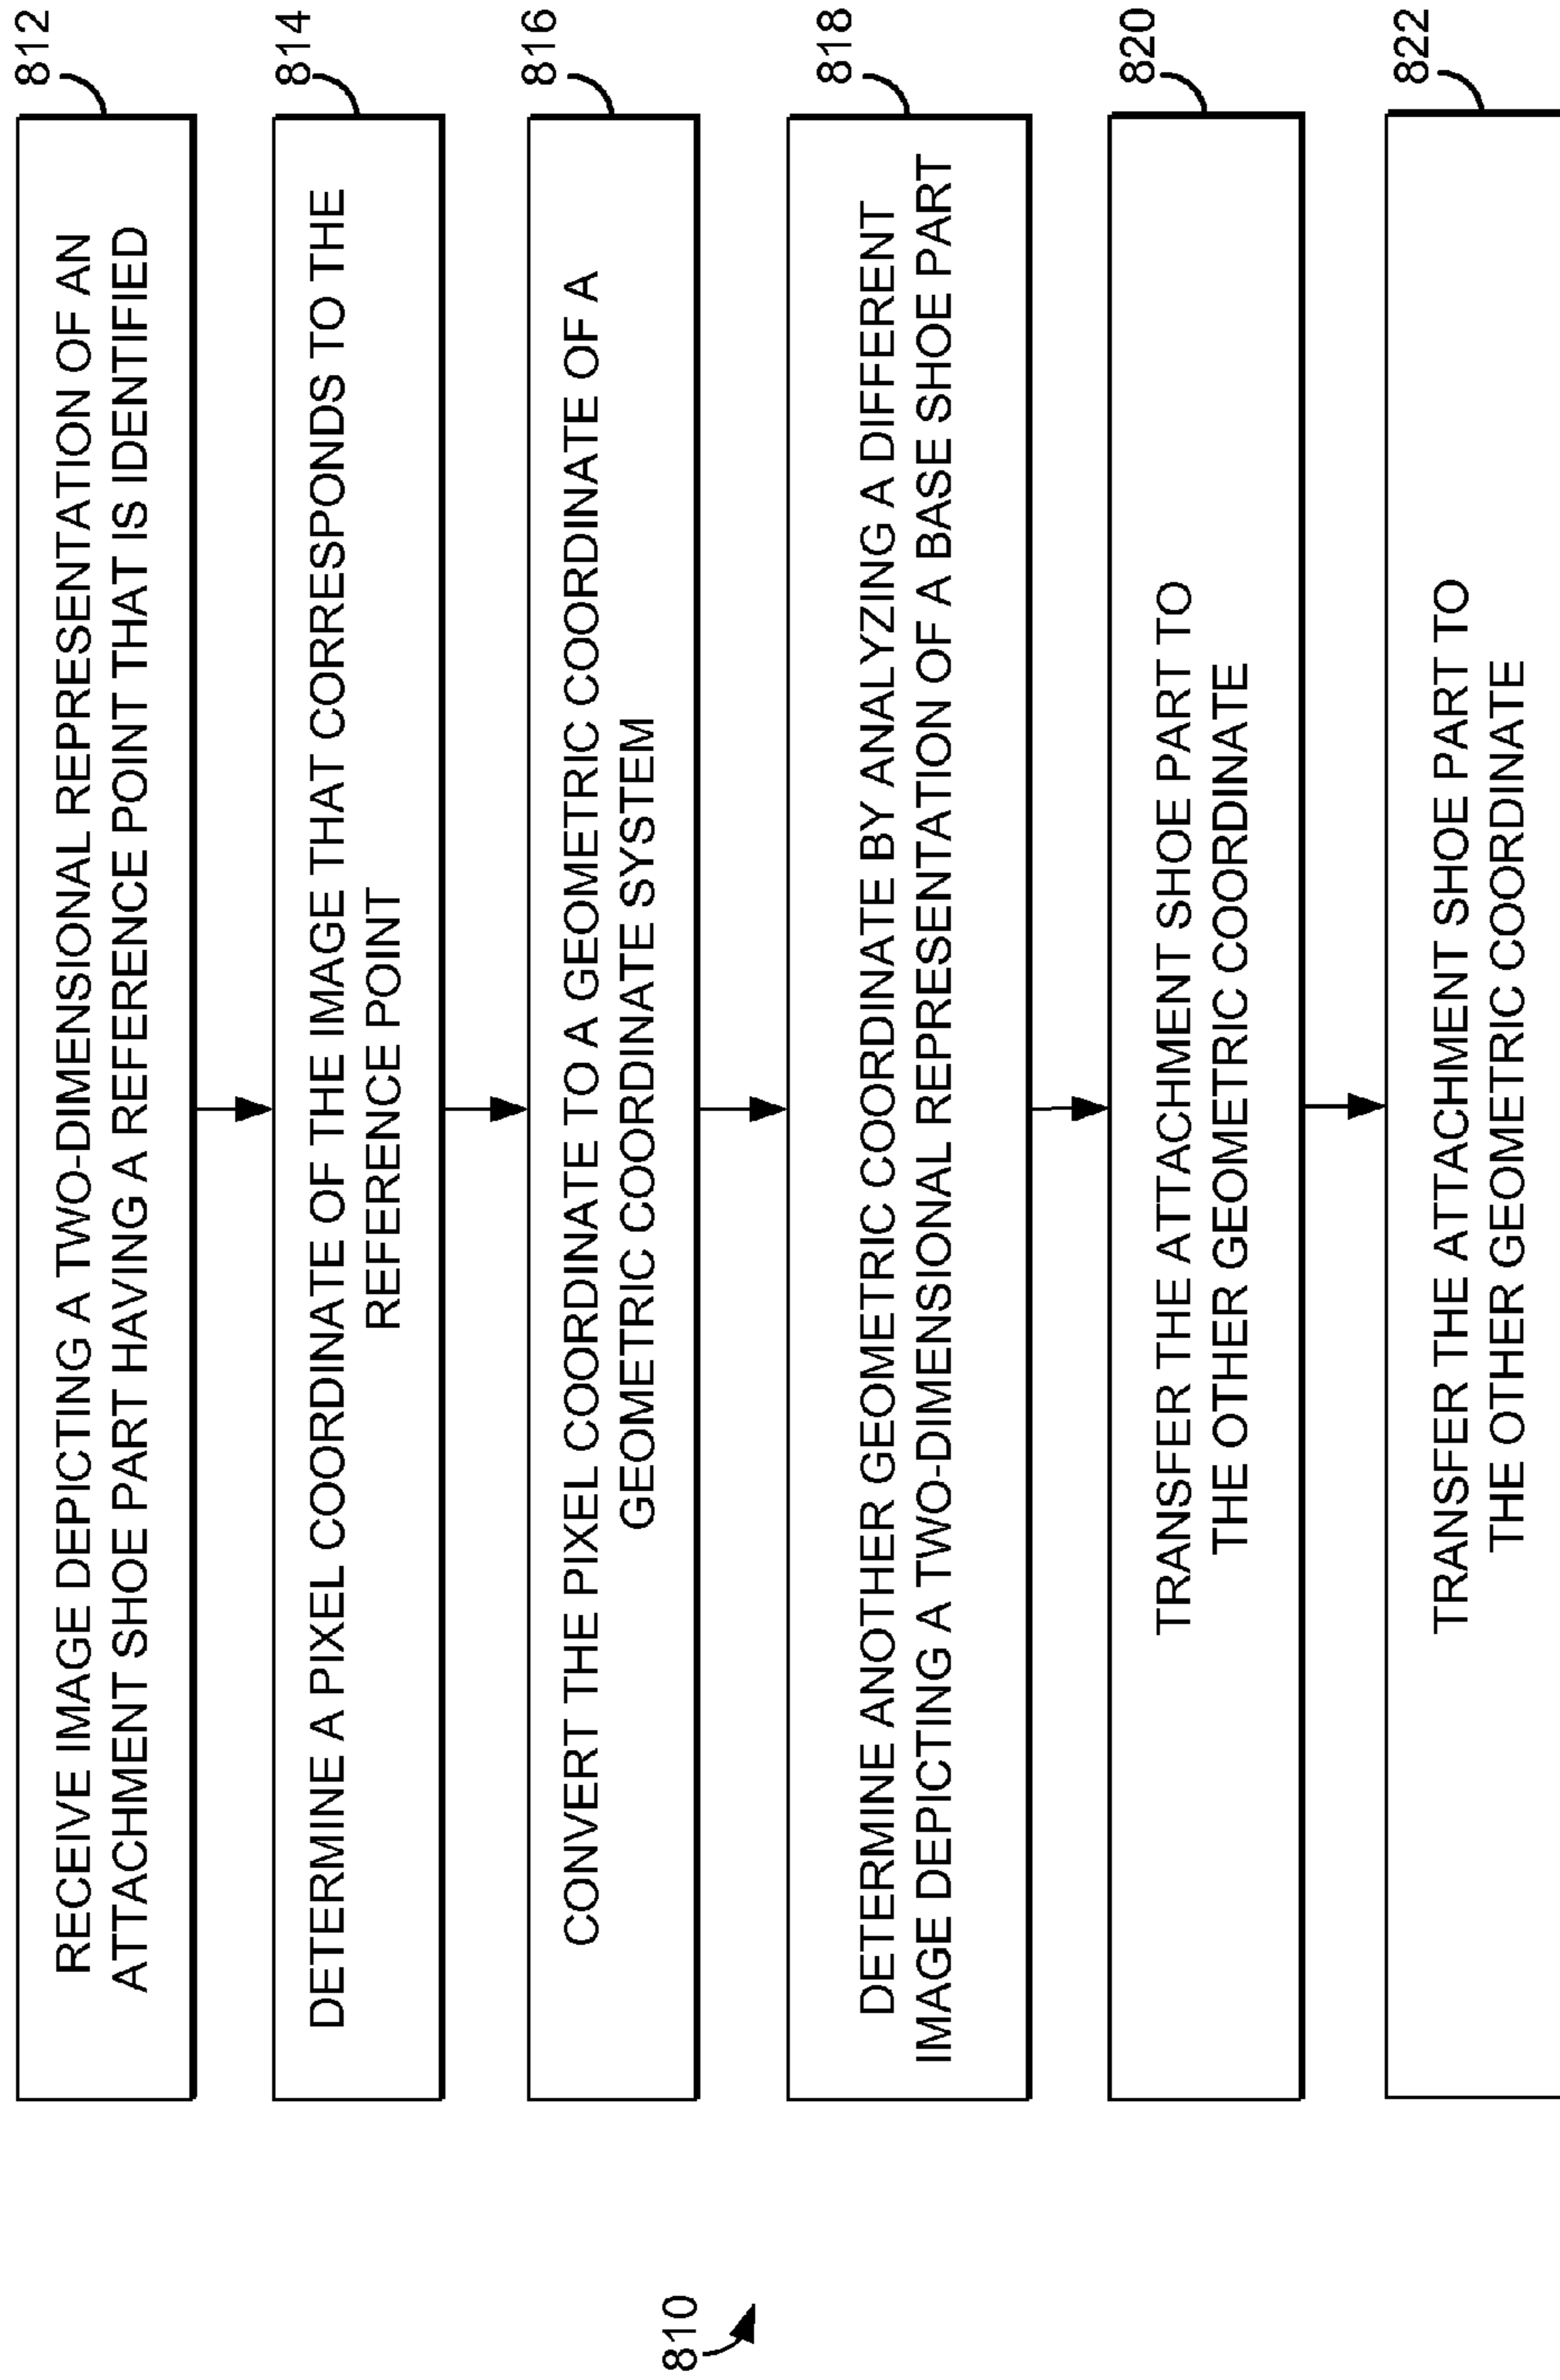 812
RECEIVE IMAGE DEPICTING A TWO-DIMENSIONAL REPRESENTATION OF AN
ATTACHMENT SHOE PART HAVING A REFERENCE POINT THAT IS IDENTIFIED
814
DETERMINE A PIXEL COORDINATE OF THE IMAGE THAT CORRESPONDS TO THE
REFERENCE POINT
816
CONVERT THE PIXEL COORDINATE TO A GEOMETRIC COORDINATE OF A
GEOMETRIC COORDINATE SYSTEM
818
DETERMINE ANOTHER GEOMETRIC COORDINATE BY ANALYZING A DIFFERENT
IMAGE DEPICTING A TWO-DIMENSIONAL REPRESENTATION OF A BASE SHOE PART
820
TRANSFER THE ATTACHMENT SHOE PART TO
THE OTHER GEOMETRIC COORDINATE
822
TRANSFER THE ATTACHMENT SHOE PART TO
THE OTHER GEOMETRIC COORDINATE
810